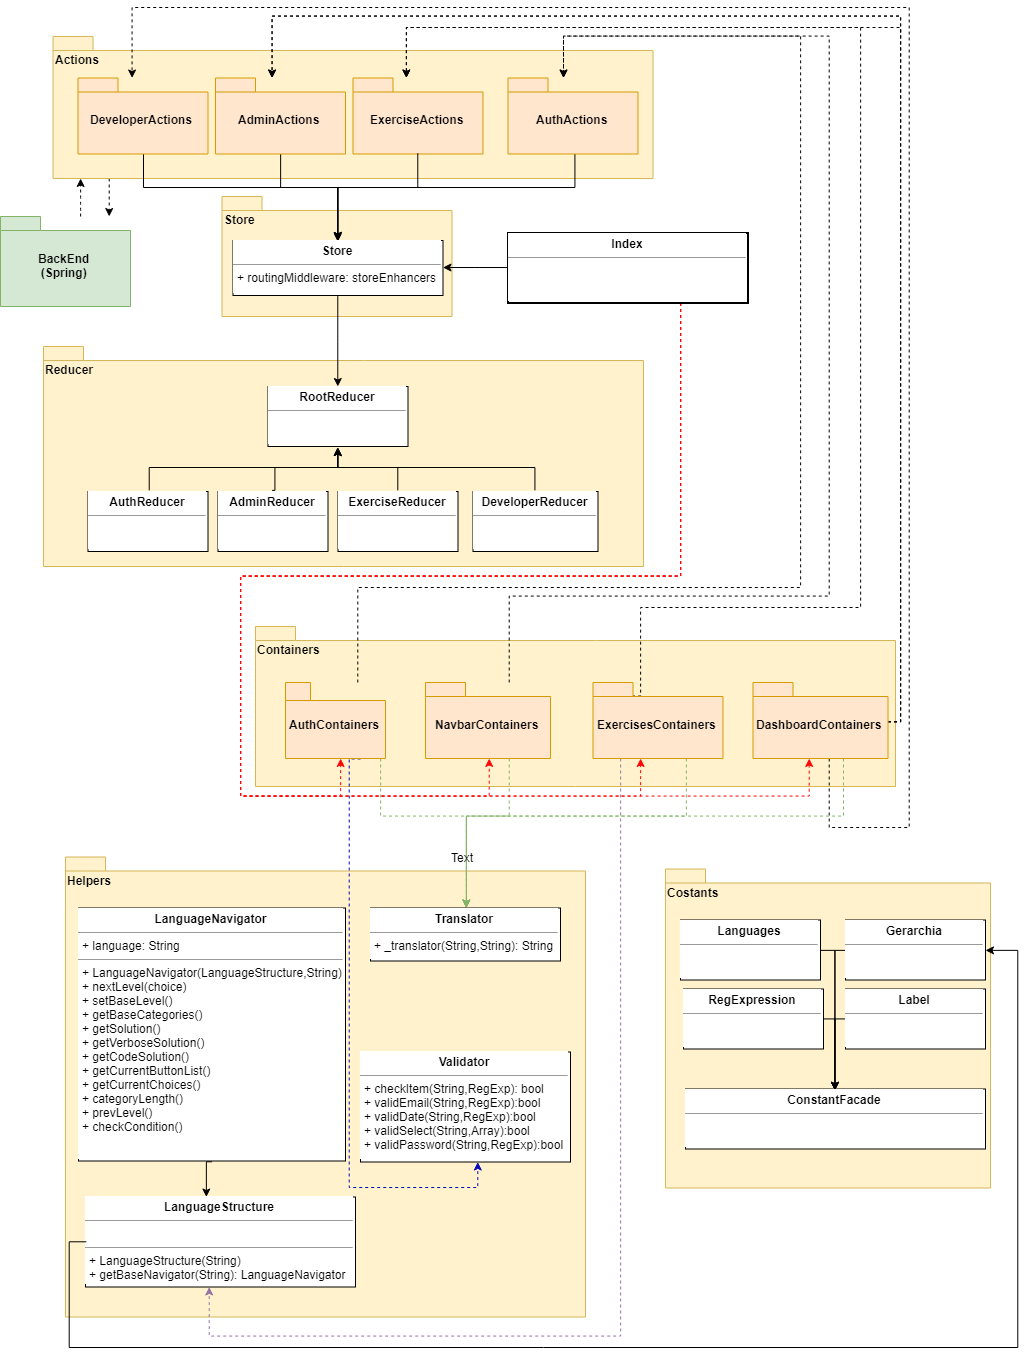 Actions
DeveloperActions
AdminActions
ExerciseActions
AuthActions
BackEnd
(Spring)
Store
Store
+ routingMiddleware: storeEnhancers
Index
Reducer
RootReducer
AuthReducer
AdminReducer
ExerciseReducer
DeveloperReducer
Containers
AuthContainers
NavbarContainers
ExercisesContainers
DashboardContainers
Text
Helpers
LanguageNavigator
+ language: String
+ LanguageNavigator(LanguageStructure,String)
+ nextLevel(choice)
+ setBaseLevel()
+ getBaseCategories()
+ getSolution()
+ getVerboseSolution()
+ getCodeSolution()
+ getCurrentButtonList()
+ getCurrentChoices()
+ categoryLength()
+ prevLevel()
+ checkCondition()
Translator
+ _translator(String,String): String
Validator
+ checkItem(String,RegExp): bool
+ validEmail(String,RegExp):bool
+ validDate(String,RegExp):bool
+ validSelect(String,Array):bool
+ validPassword(String,RegExp):bool
LanguageStructure
+ LanguageStructure(String)
+ getBaseNavigator(String): LanguageNavigator
Costants
Languages
Gerarchia
RegExpression
Label
ConstantFacade